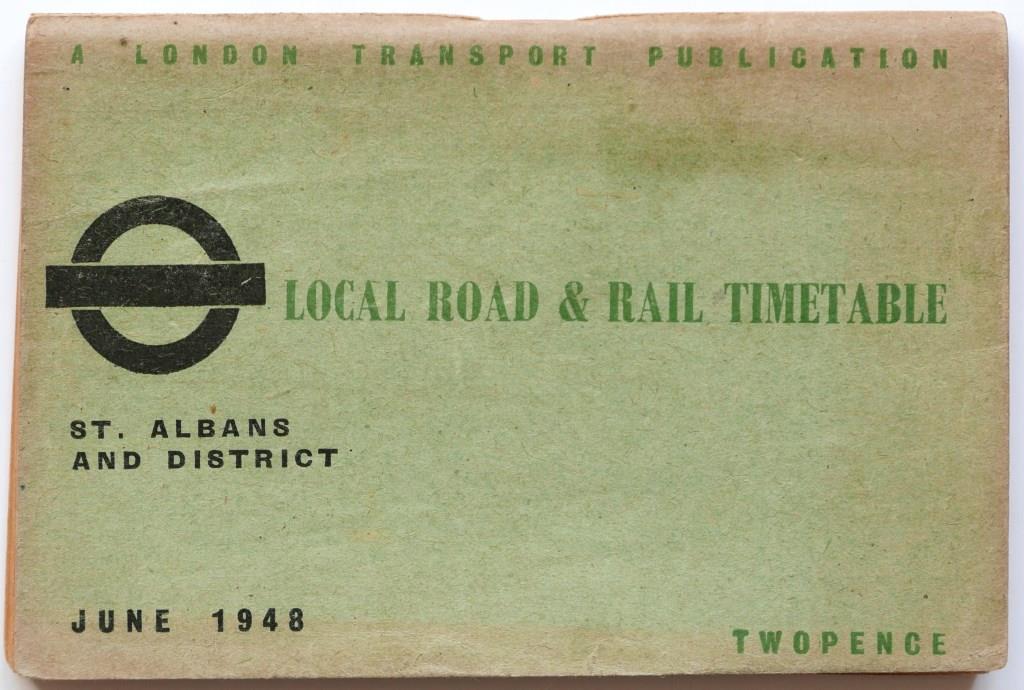 A LONDON TRANSPORT PUBLICATION
LOCAL ROAD & RAIL TIMETABLE
ST. ALBANS
AND DISTRICT
JUNE 1948
TWOPENCE